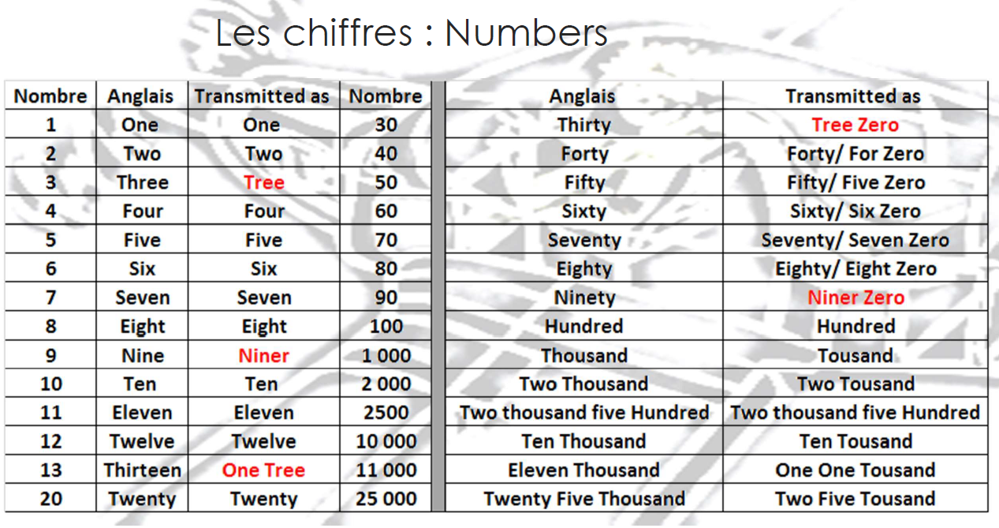 Les chiffres : Numbers
Nombre Anglais Transmitted as Nombre Anglais Transmitted as
1 One One 30 Thirty Tree Zero
2 Two Two 40 Forty Forty/ For Zero
3 Three Tree 50 Fifty Fifty/ Five Zero
4 Four Four 60 Sixty Sixty/ Six Zero
5 Five Five 70 Seventy Seventy/ Seven Zero
6 Six Six 80 Eighty Eighty/ Eight Zero
7 Seven Seven 90 Ninety Niner Zero
8 Eight Eight 100 Hundred Hundred
9 Nine Niner 1 000 Thousand Tousand
10 Ten Ten 2 000 Two Thousand Two Tousand
11 Eleven Eleven 2500 Two thousand five Hundred Two thousand five Hundred
12 Twelve Twelve 10 000 Ten Thousand Ten Tousand
13 Thirteen One Tree 11 000 Eleven Thousand One One Tousand
20 Twenty Twenty 25 000 Twenty Five Thousand Two Five Tousand